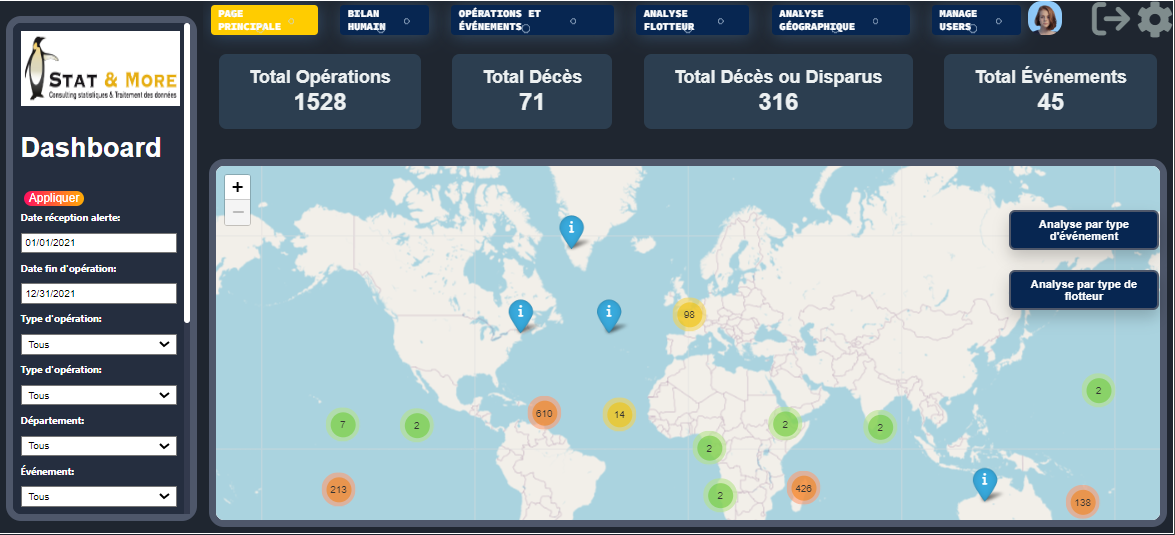 PAGE
PRINCIPALE
BILAN
HUMAIN
OPÉRATIONS ET
ÉVÉNEMENTS
ANALYSE
FLOTTEUR
ANALYSE
GÉOGRAPHIQUE
MANAGE
USERS
STAT & MORE
Consulting statistiques & Traitement des données
Dashboard
Appliquer
Date réception alerte:
01/01/2021
Date fin d'opération:
12/31/2021
Type d'opération:
Tous
Type d'opération:
Tous
Département:
Tous
Événement:
Tous
Total Opérations
1528
Total Décès
71
Total Décès ou Disparus
316
Total Événements
45
+
−
Analyse par type
d'événement
Analyse par type de
flotteur
i
i
i
98
2
610
14
7
2
2
2
2
213
2
426
i
138